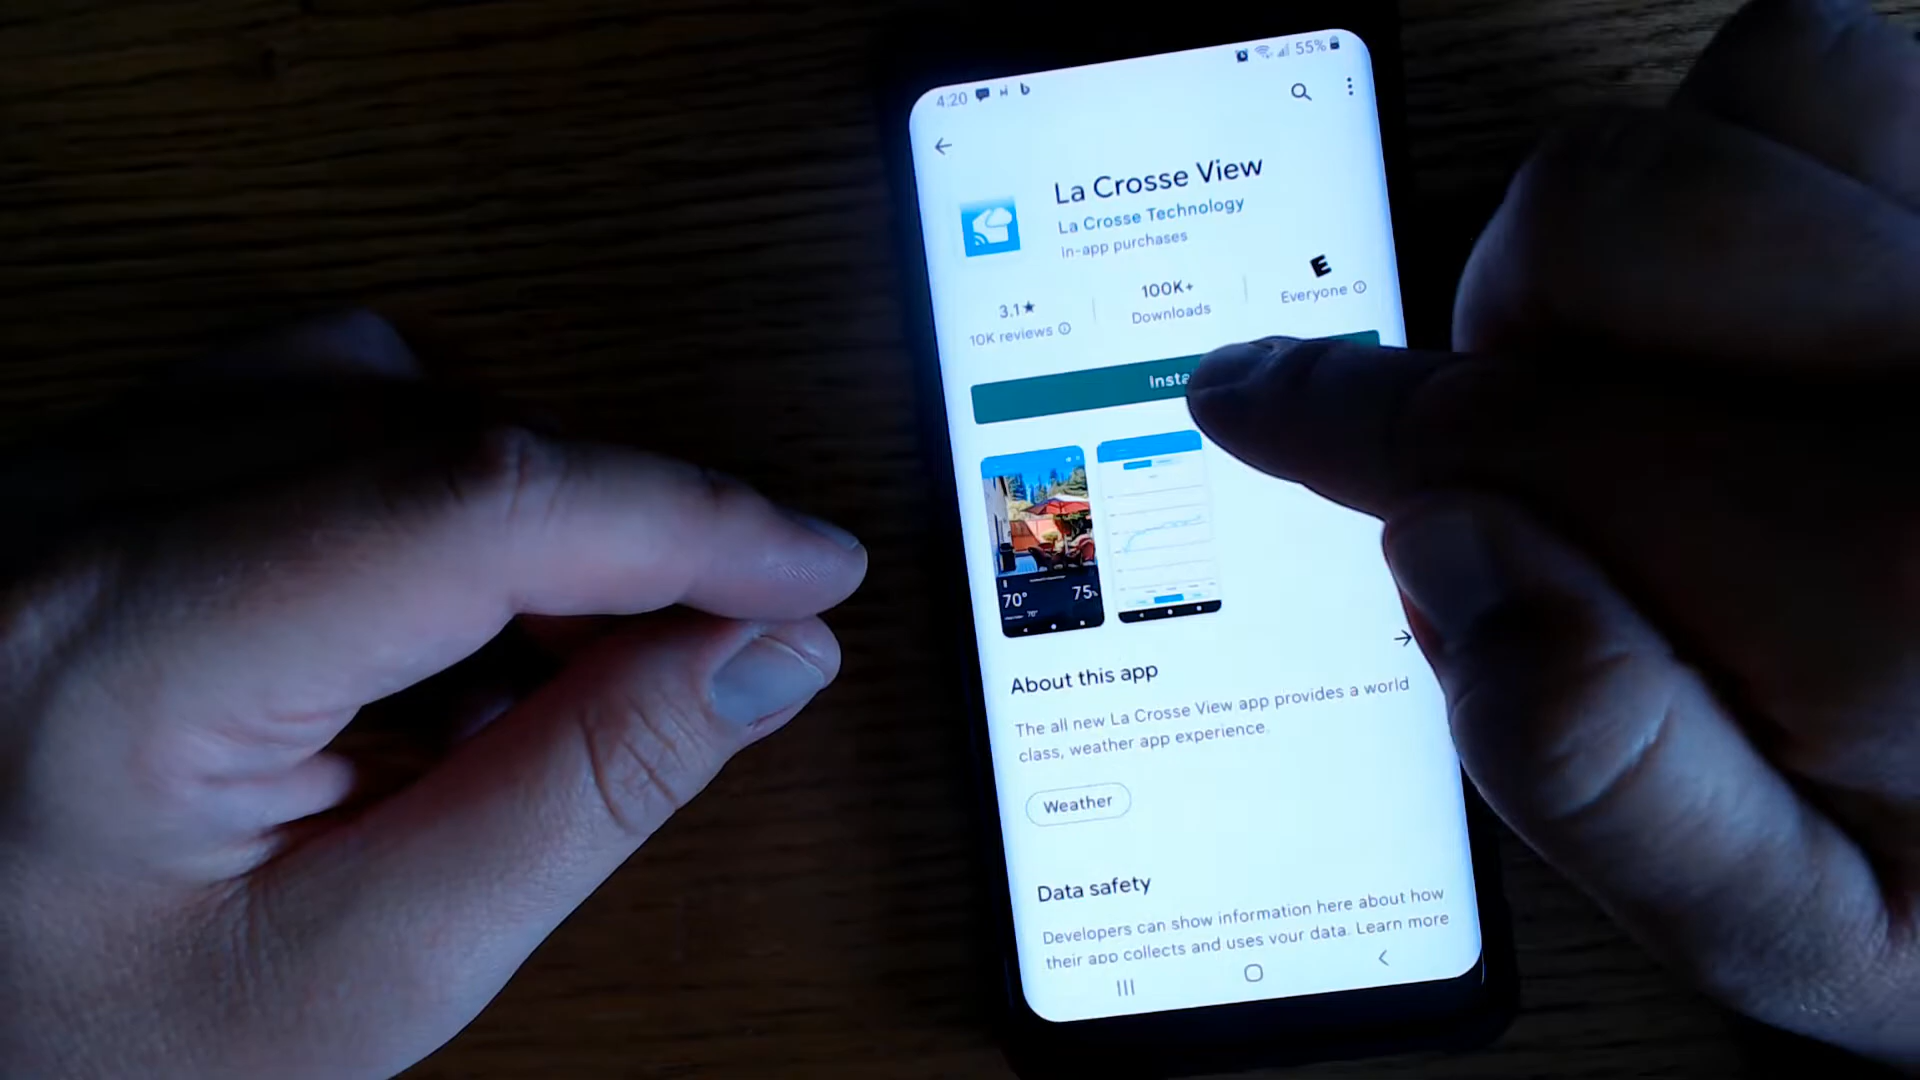 4:20
55%
La Crosse View
La Crosse Technology
In-app purchases
3.1★
10K reviews
100K+
Downloads
E
Everyone
Insta
70°
75%
About this app
The all new La Crosse View app provides a world
class, weather app experience.
Weather
Data safety
Developers can show information here about how
their app collects and uses your data. Learn more